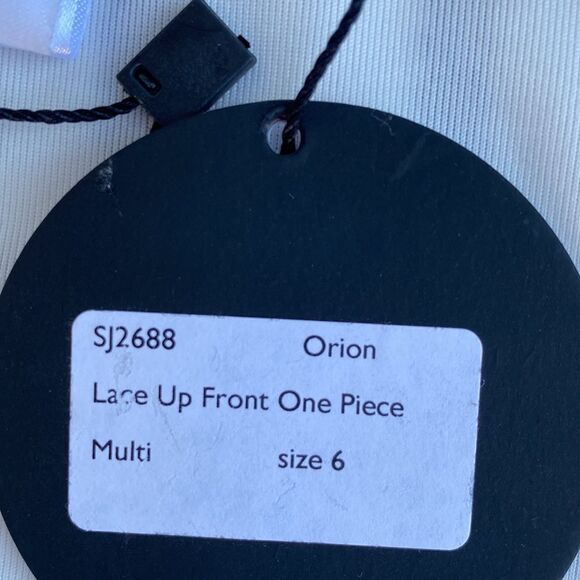 SJ2688 Orion
Lace Up Front One Piece
Multi size 6